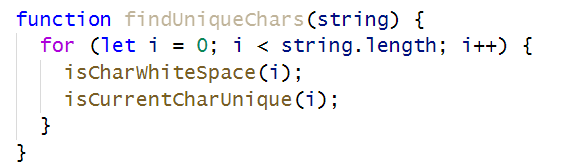 function findUniqueChars(string) {
  for (let i = 0; i < string.length; i++) {
    isCharWhiteSpace(i);
    isCurrentCharUnique(i);
  }
}